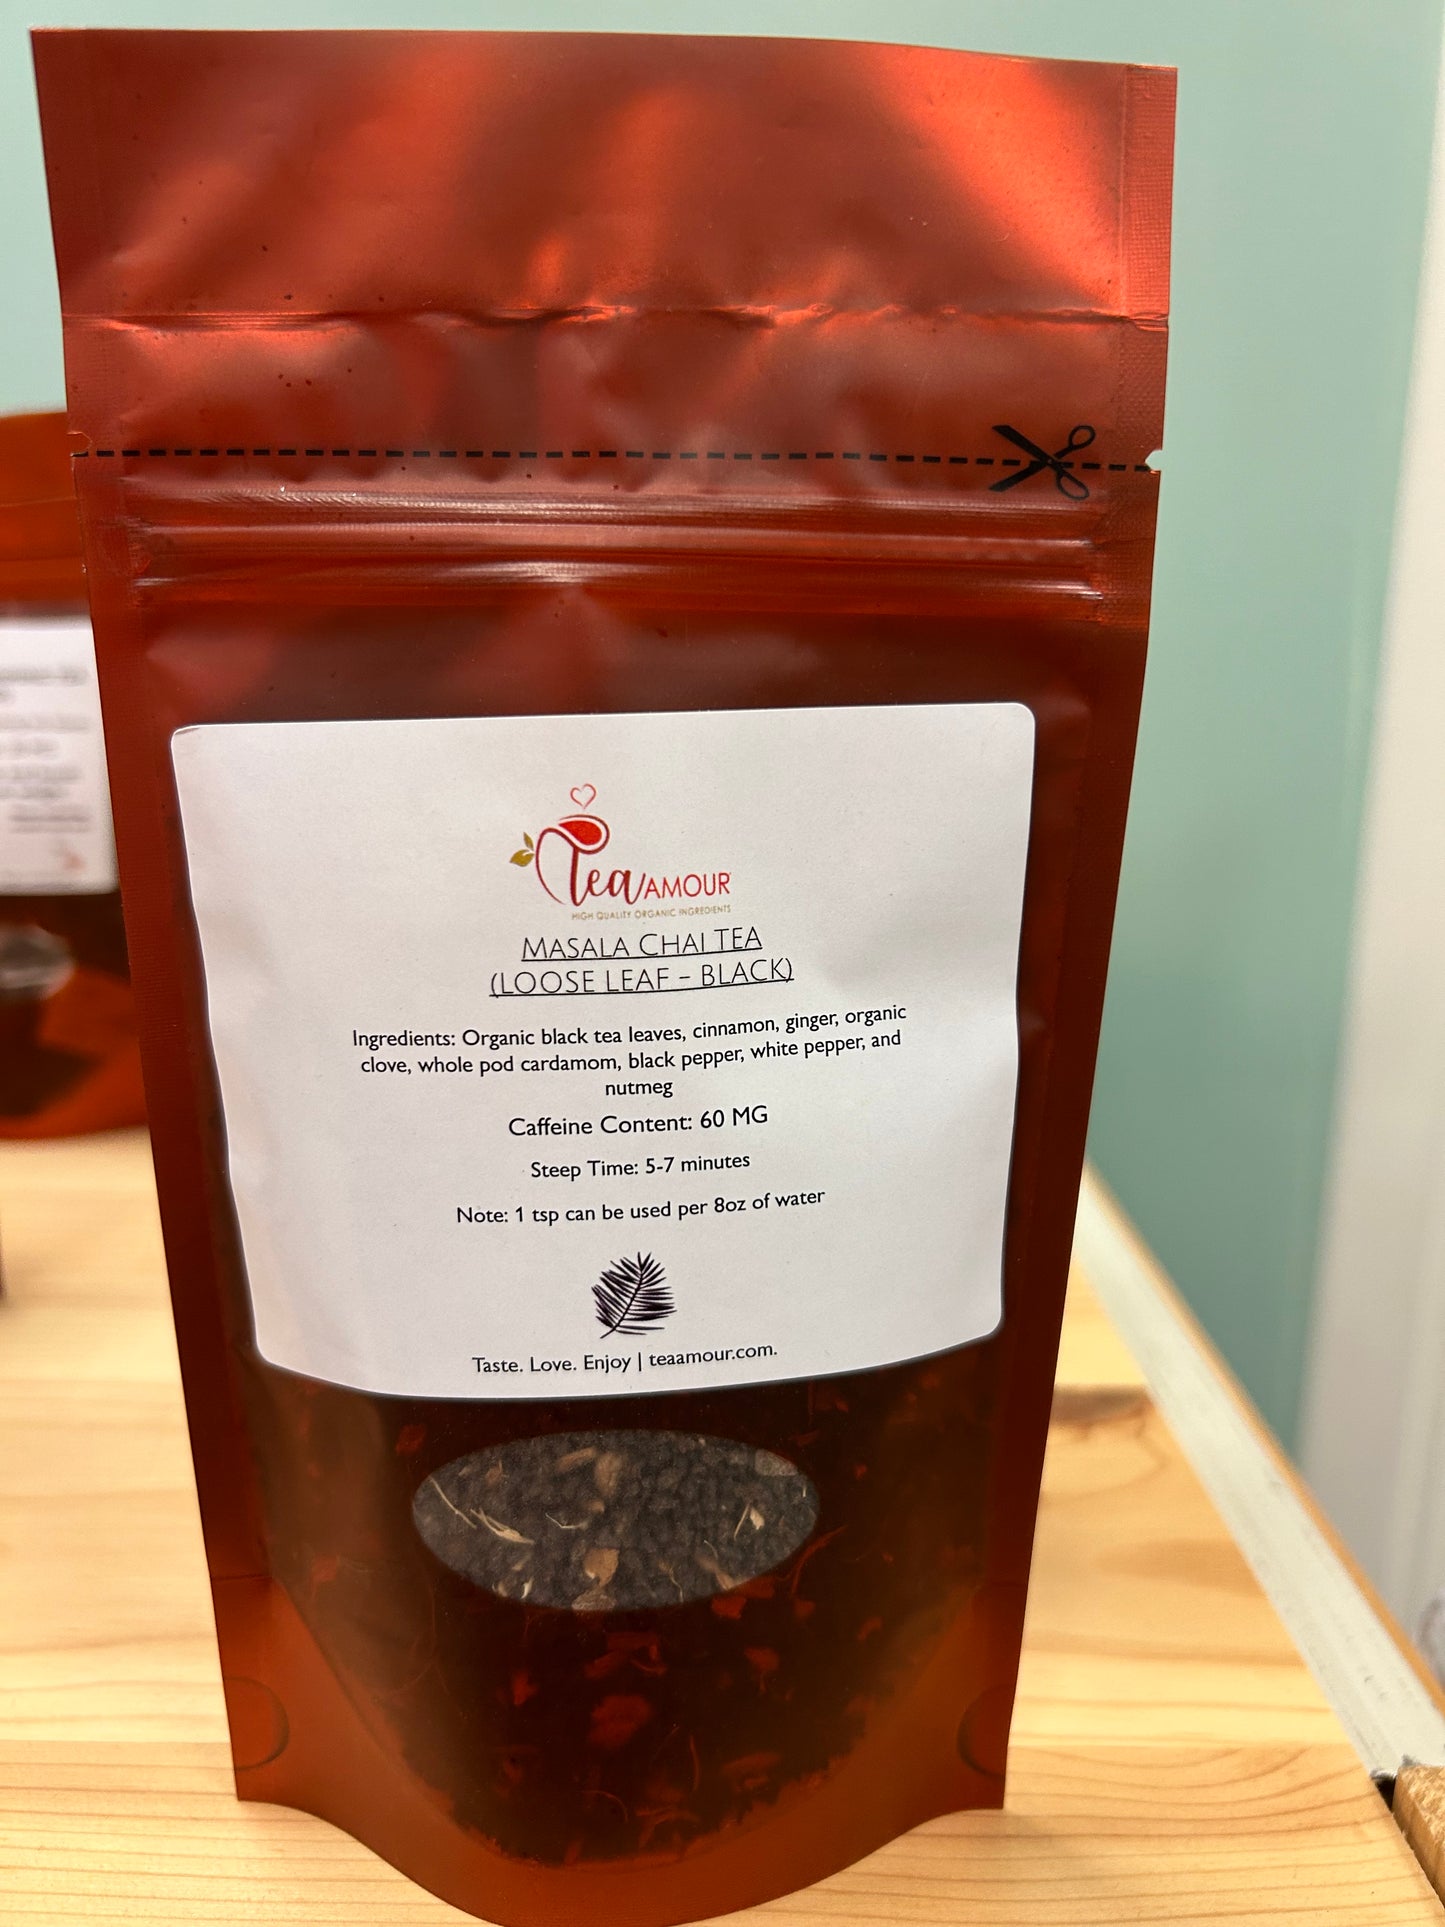 Tea AMOUR
HIGH QUALITY ORGANIC INGREDIENTS
MASALA CHAI TEA
(LOOSE LEAF - BLACK)
Ingredients: Organic black tea leaves, cinnamon, ginger, organic
clove, whole pod cardamom, black pepper, white pepper, and
nutmeg
Caffeine Content: 60 MG
Steep Time: 5-7 minutes
Note: 1 tsp can be used per 8oz of water
Taste. Love. Enjoy | teaamour.com.